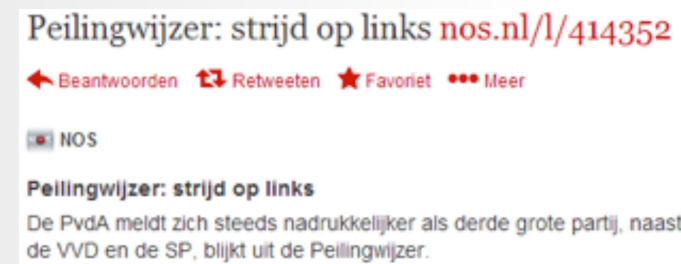 Peilingwijzer: strijd op links nos.nl/l/414352
Beantwoorden Retweeten Favoriet Meer
NOS
Peilingwijzer: strijd op links
De PvdA meldt zich steeds nadrukkelijker als derde grote partij, naast
de VVD en de SP, blijkt uit de Peilingwijzer.